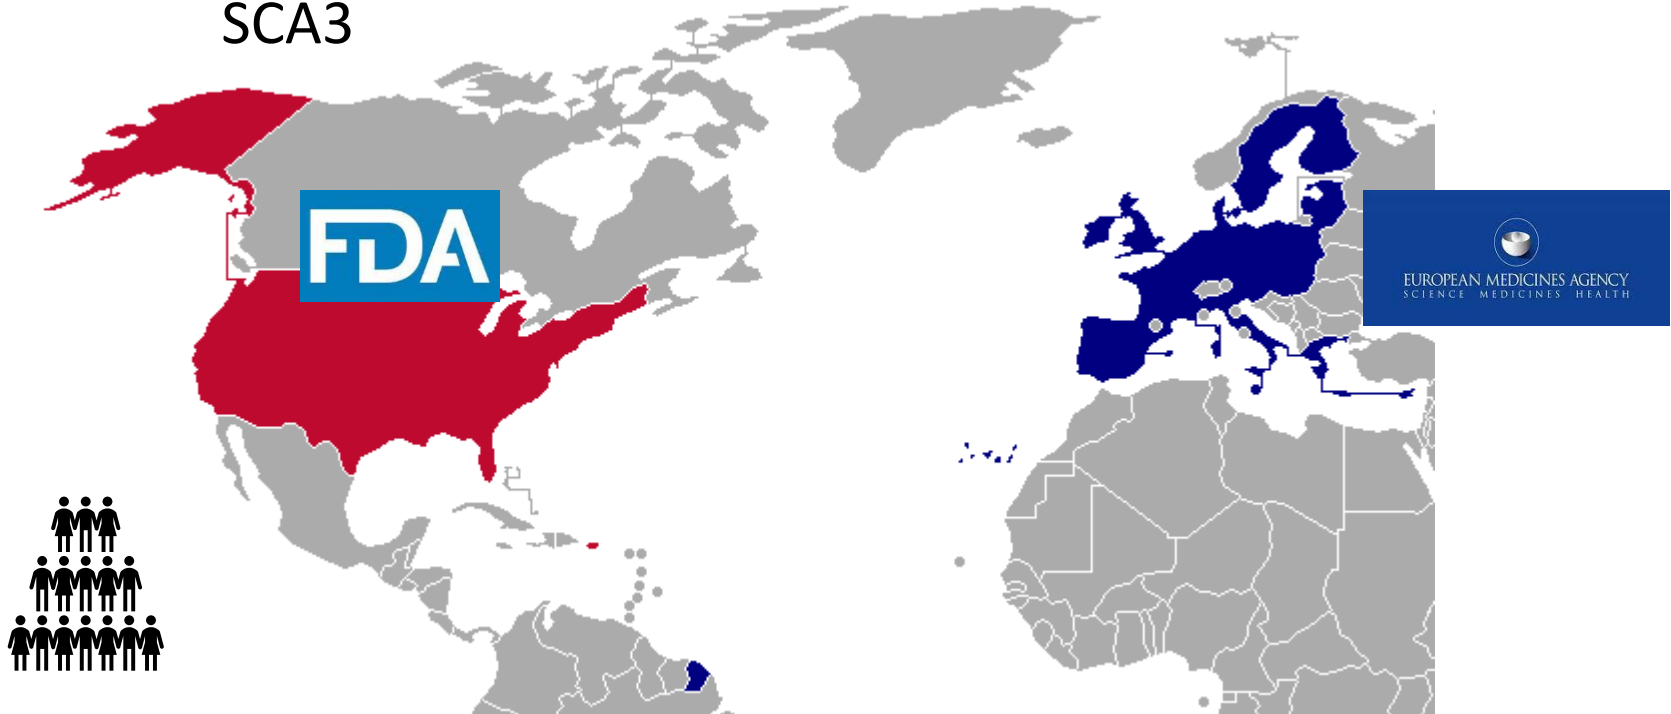 SCA3
FDA
EUROPEAN MEDICINES AGENCY
SCIENCE MEDICINES HEALTH